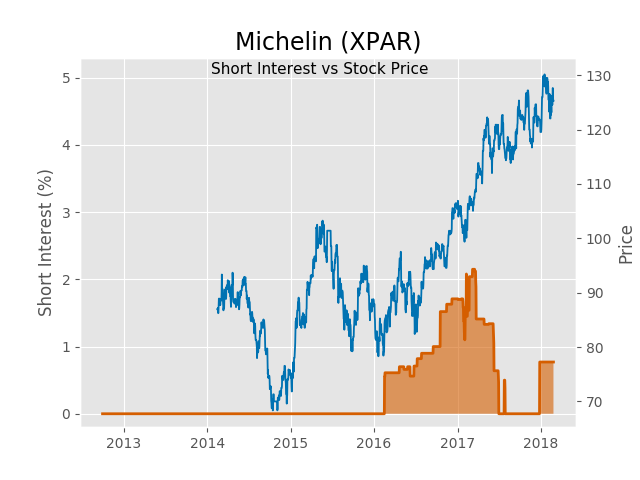 Michelin (XPAR)
Short Interest vs Stock Price
5
4
3
2
1
0
Short Interest (%)
130
120
110
100
90
80
70
Price
2013 2014 2015 2016 2017 2018